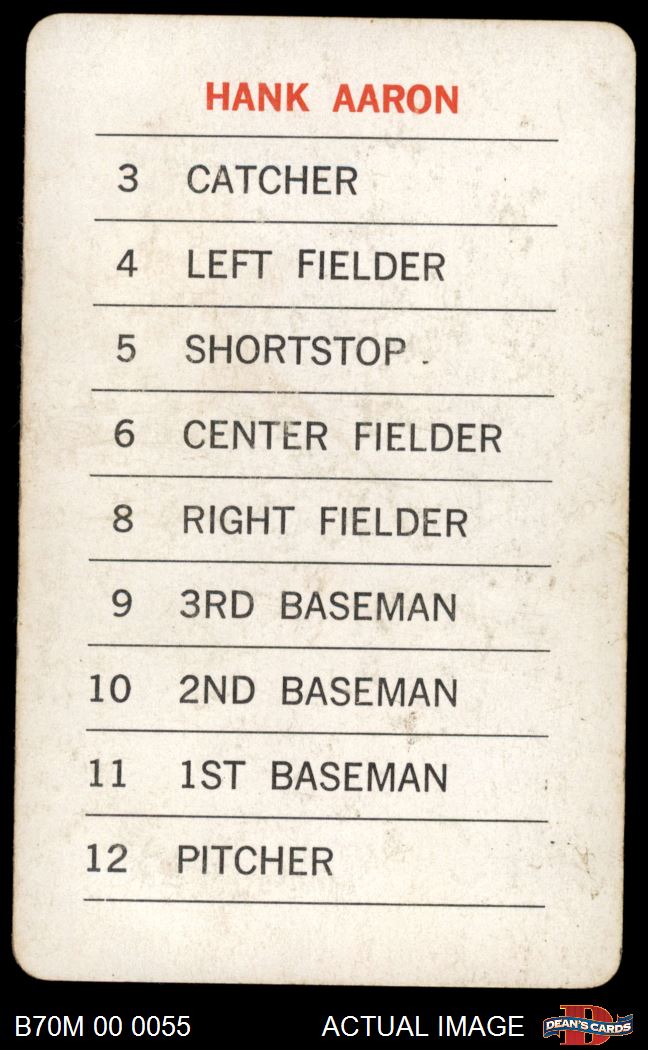 HANK AARON
3 CATCHER
4 LEFT FIELDER
5 SHORTSTOP
6 CENTER FIELDER
8 RIGHT FIELDER
9 3RD BASEMAN
10 2ND BASEMAN
11 1ST BASEMAN
12 PITCHER
B70M 00 0055 ACTUAL IMAGE
D
DEAN'S CARDS